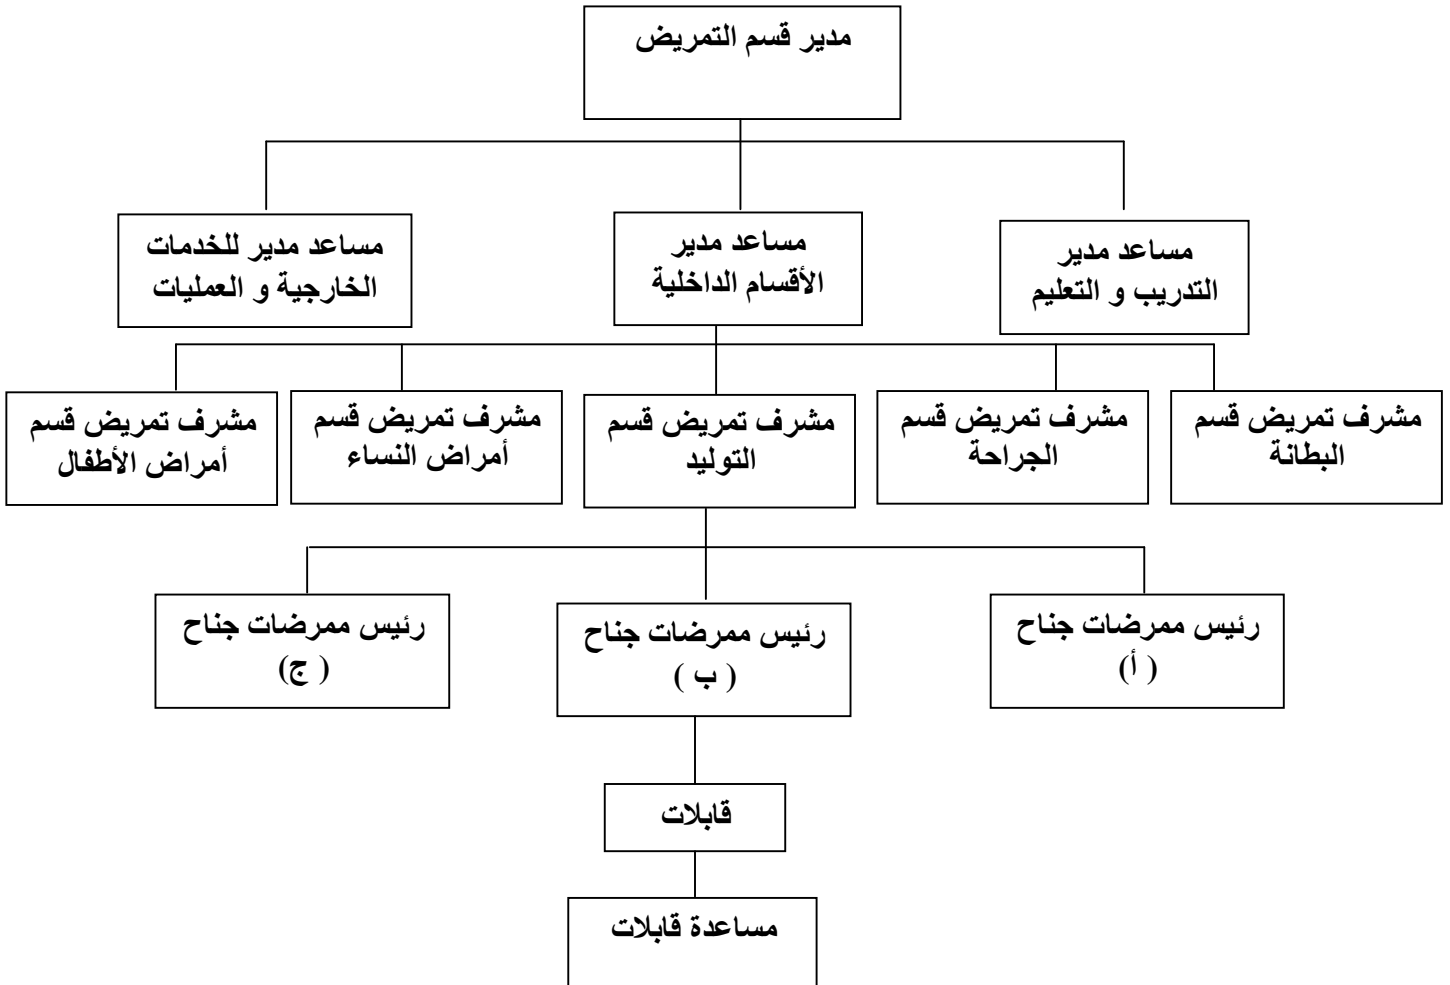 مدير قسم التمريض
مساعد مدير
التدريب و التعليم
مساعد مدير
الأقسام الداخلية
مساعد مدير للخدمات
الخارجية و العمليات
مشرف تمريض قسم
البطانة
مشرف تمريض قسم
الجراحة
مشرف تمريض قسم
التوليد
مشرف تمريض قسم
أمراض النساء
مشرف تمريض قسم
أمراض الأطفال
رئيس ممرضات جناح
( أ)
رئيس ممرضات جناح
( ب )
رئيس ممرضات جناح
( ج)
قابلات
مساعدة قابلات